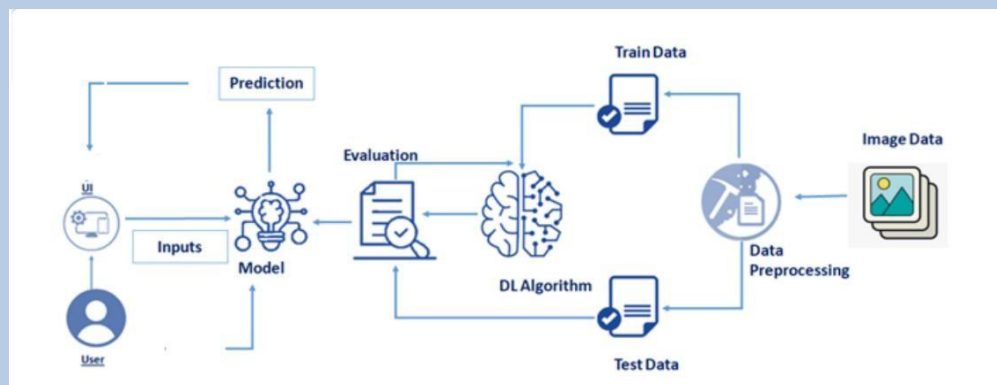 Train Data
Prediction
Image Data
Evaluation
UI
Inputs
Model
DL Algorithm
Data
Preprocessing
User
Test Data